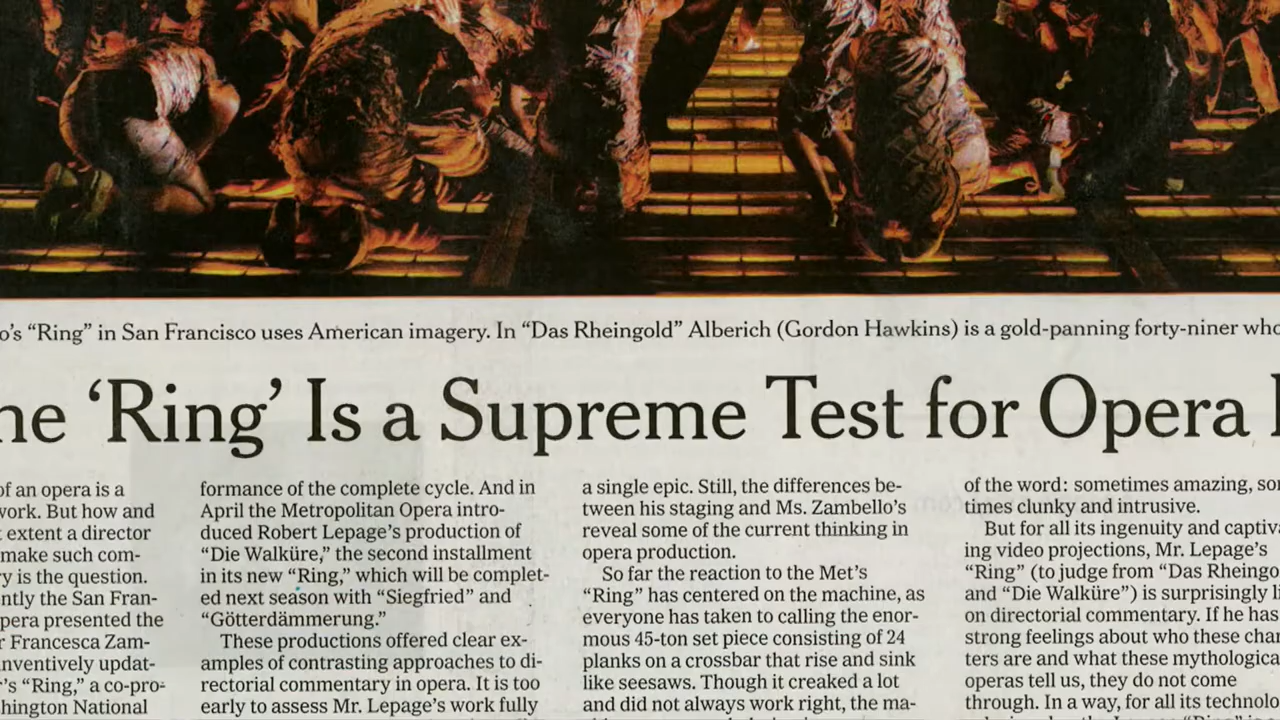 o's “Ring” in San Francisco uses American imagery. In “Das Rheingold” Alberich (Gordon Hawkins) is a gold-panning forty-niner who
he ‘Ring’ Is a Supreme Test for Opera
of an opera is a
work. But how and
extent a director
make such com-
ry is the question.
ntly the San Fran-
pera presented the
r Francesca Zam-
nventively updat-
r's “Ring,” a co-pro-
hington National
formance of the complete cycle. And in
April the Metropolitan Opera intro-
duced Robert Lepage's production of
“Die Walküre,” the second installment
in its new “Ring,” which will be complet-
ed next season with “Siegfried” and
“Götterdämmerung.”
These productions offered clear ex-
amples of contrasting approaches to di-
rectorial commentary in opera. It is too
early to assess Mr. Lepage's work fully
a single epic. Still, the differences be-
tween his staging and Ms. Zambello's
reveal some of the current thinking in
opera production.
So far the reaction to the Met's
“Ring” has centered on the machine, as
everyone has taken to calling the enor-
mous 45-ton set piece consisting of 24
planks on a crossbar that rise and sink
like seesaws. Though it creaked a lot
and did not always work right, the ma-
of the word: sometimes amazing, som
times clunky and intrusive.
But for all its ingenuity and captiva
ing video projections, Mr. Lepage's
“Ring” (to judge from “Das Rheingo
and “Die Walküre”) is surprisingly li
on directorial commentary. If he has
strong feelings about who these char
ters are and what these mythologica
operas tell us, they do not come
through. In a way, for all its technolo